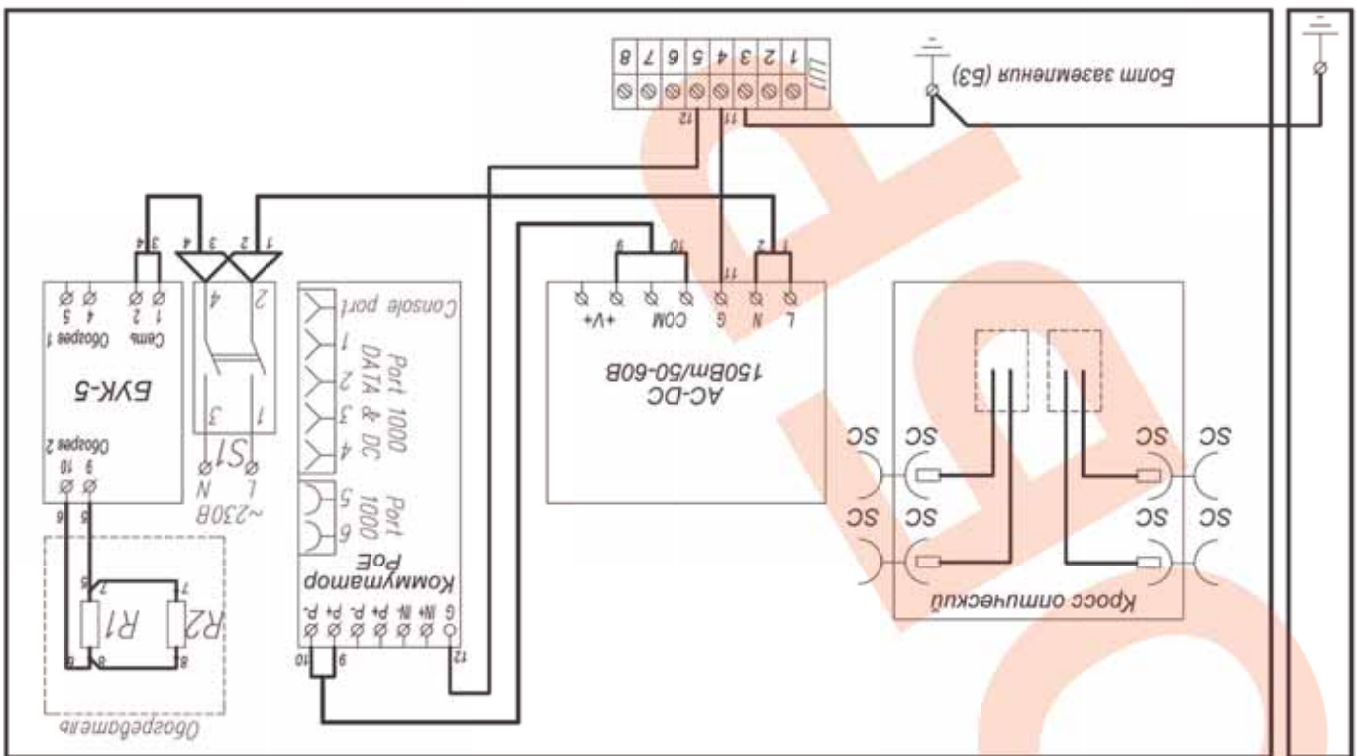 Кросс оптический
SC SC SC SC
SC SC SC SC
AC-DC
150Вт/50-60В
L N G COM +V+
1 2 11 10 9
12 9 10
G IN+ IN- P+ P- P+ P-
Коммутатор
PoE
6
5
Port
1000
4
3
2
1
Port 1000
DATA & DC
Console port
~230В
L N
S1
1 3
2 4
1 2 3 4
Обогреватель
8 8 6
R2 R1
7 7 5
5 6
9 10
Обогрев 2
БУК-5
Сеть Обогрев 1
1 2 4 5
3 4
Болт заземления (БЗ)
11 12
1 2 3 4 5 6 7 8